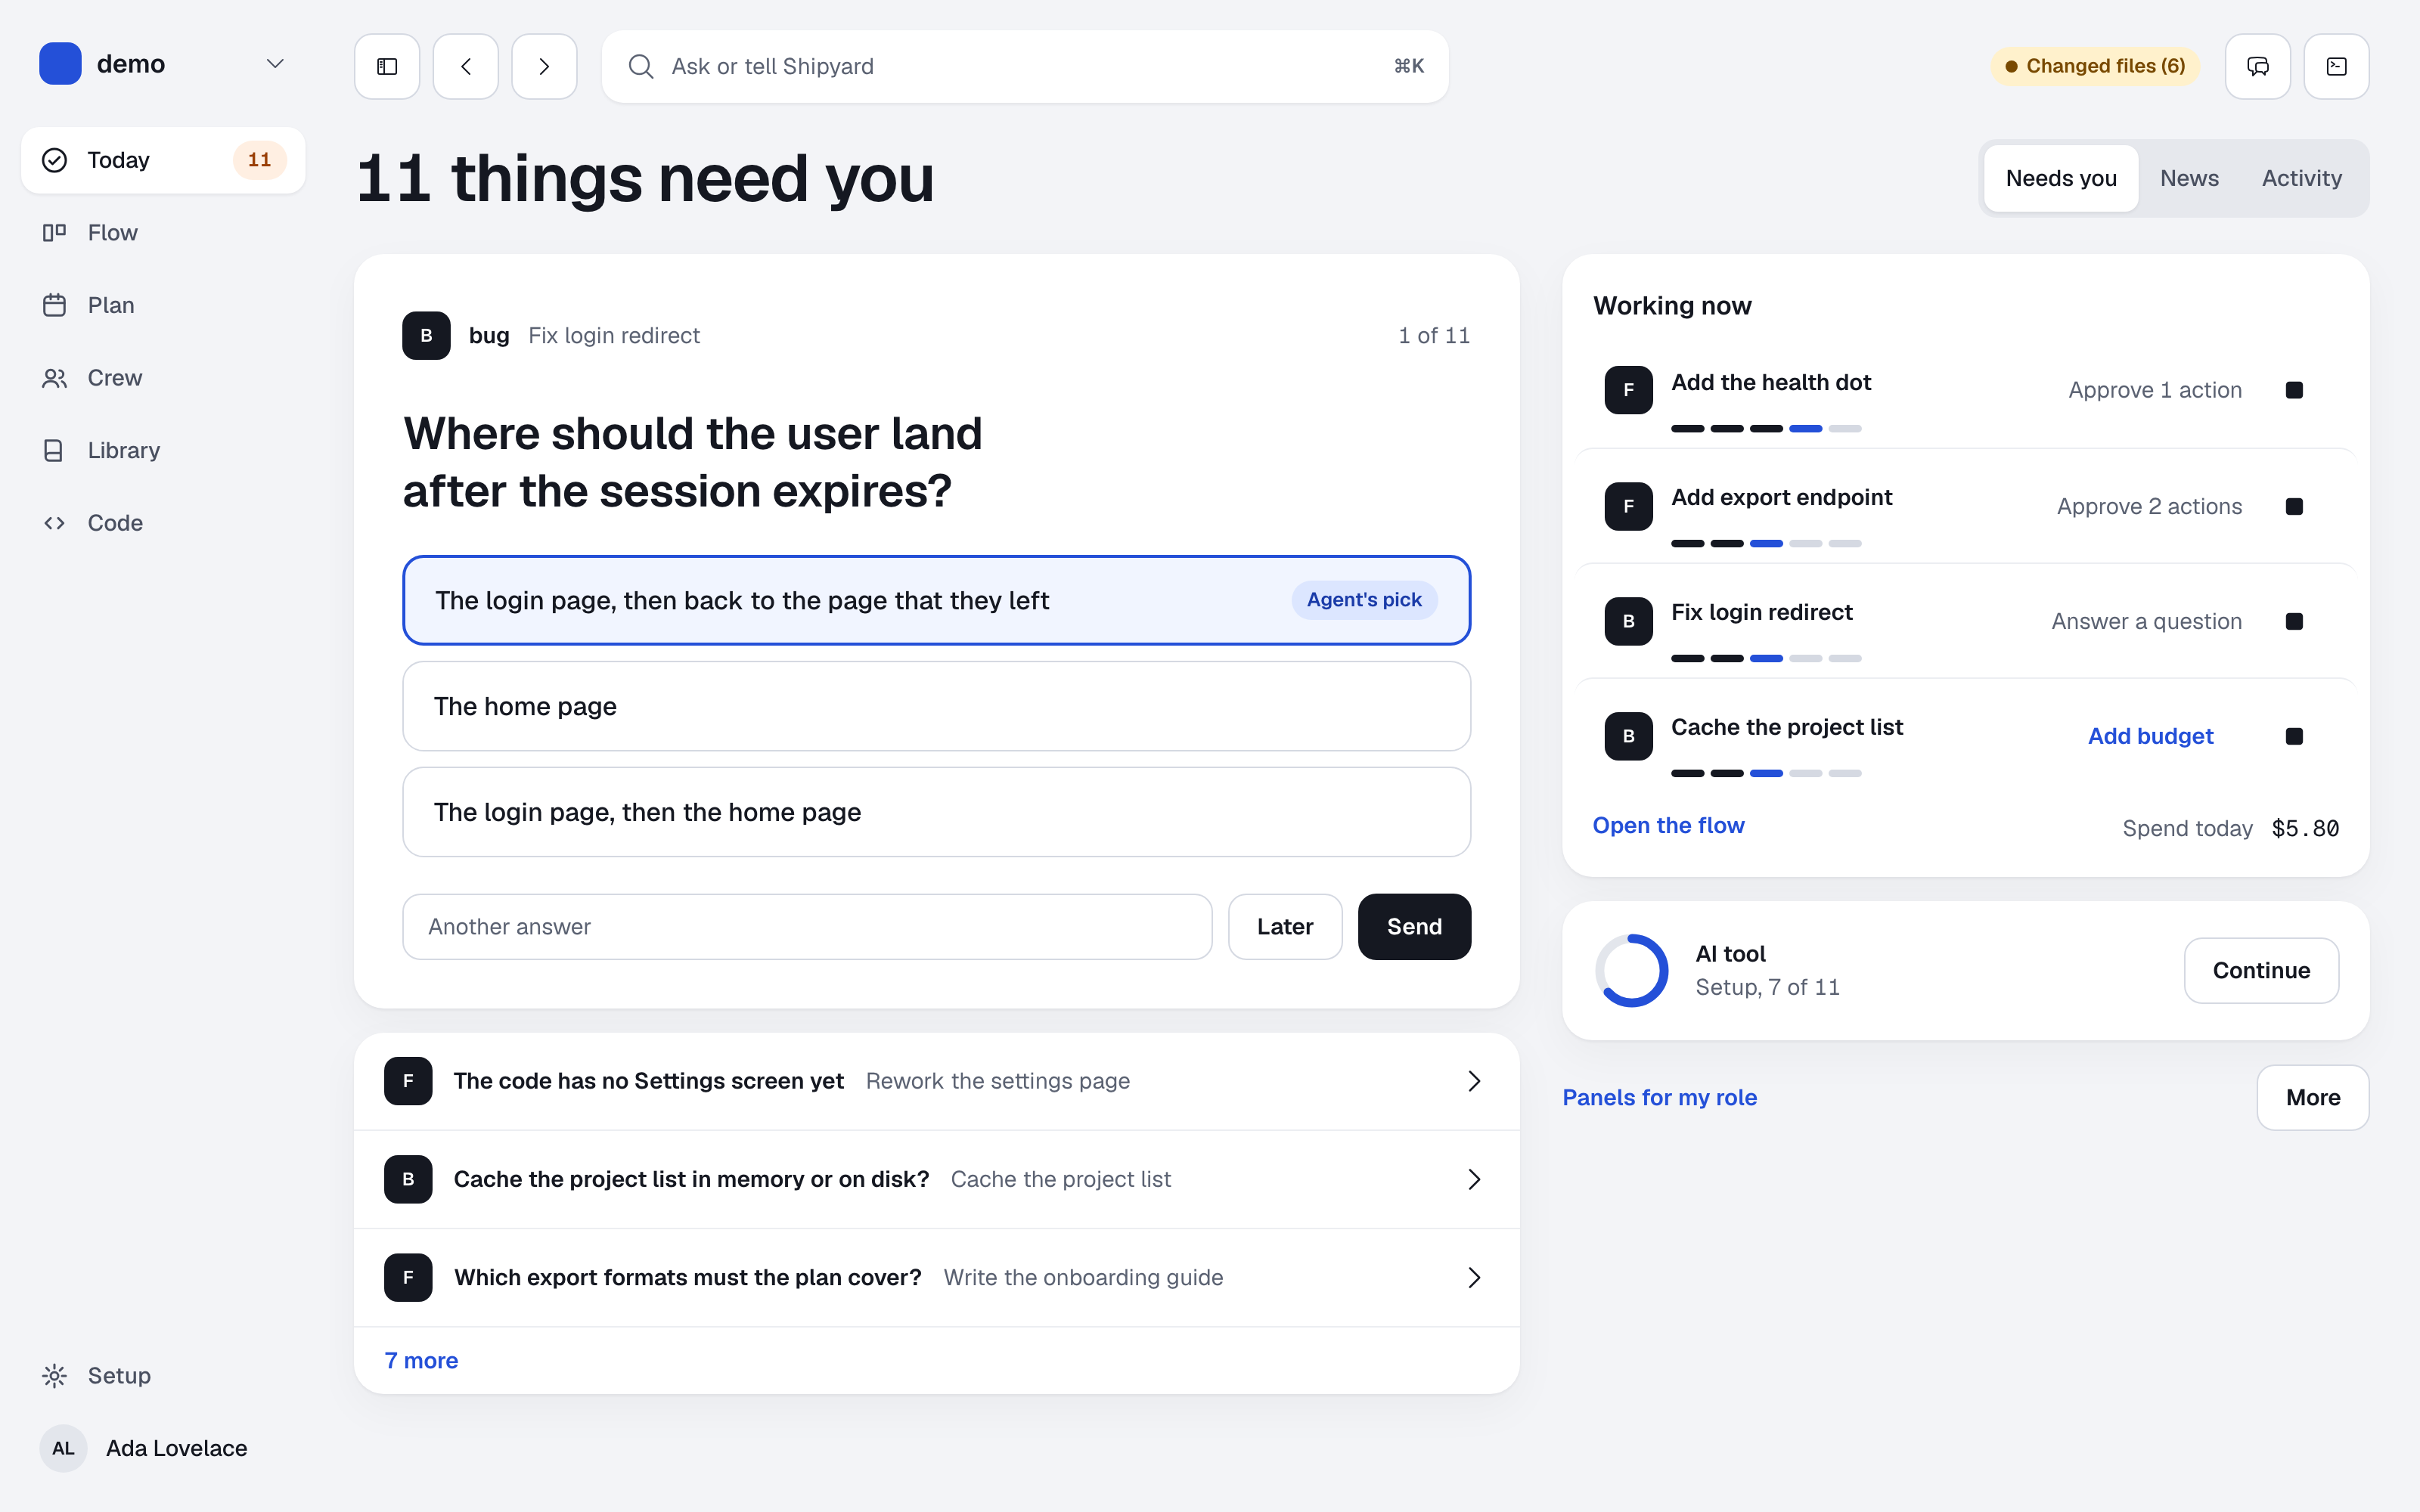 demo
Ask or tell Shipyard
⌘K
Changed files (6)
Today
11
Flow
Plan
Crew
Library
Code
Setup
AL
Ada Lovelace
11 things need you
Needs you
News
Activity
B
bug
Fix login redirect
1 of 11
Where should the user land
after the session expires?
The login page, then back to the page that they left
Agent's pick
The home page
The login page, then the home page
Another answer
Later
Send
F
The code has no Settings screen yet
Rework the settings page
B
Cache the project list in memory or on disk?
Cache the project list
F
Which export formats must the plan cover?
Write the onboarding guide
7 more
Working now
F
Add the health dot
Approve 1 action
F
Add export endpoint
Approve 2 actions
B
Fix login redirect
Answer a question
B
Cache the project list
Add budget
Open the flow
Spend today
$5.80
AI tool
Setup, 7 of 11
Continue
Panels for my role
More